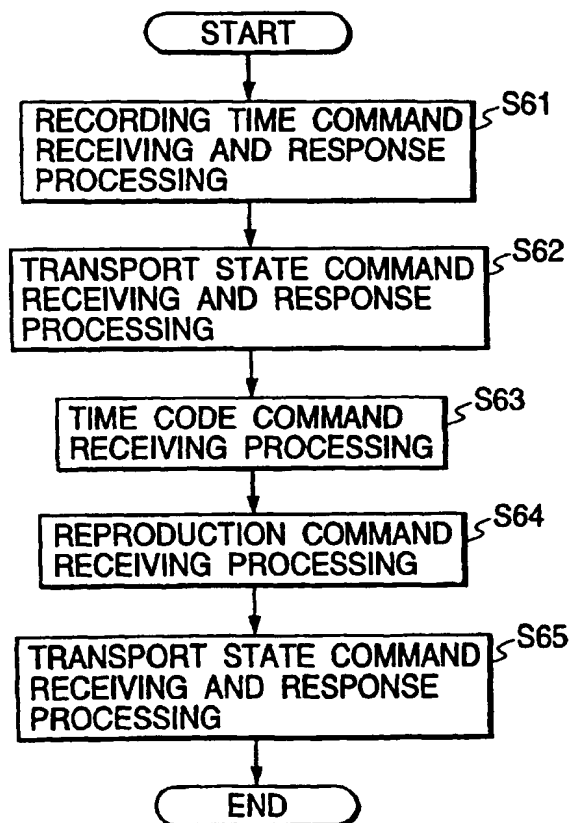 START
S61
RECORDING TIME COMMAND
RECEIVING AND RESPONSE
PROCESSING
S62
TRANSPORT STATE COMMAND
RECEIVING AND RESPONSE
PROCESSING
S63
TIME CODE COMMAND
RECEIVING PROCESSING
S64
REPRODUCTION COMMAND
RECEIVING PROCESSING
S65
TRANSPORT STATE COMMAND
RECEIVING AND RESPONSE
PROCESSING
END